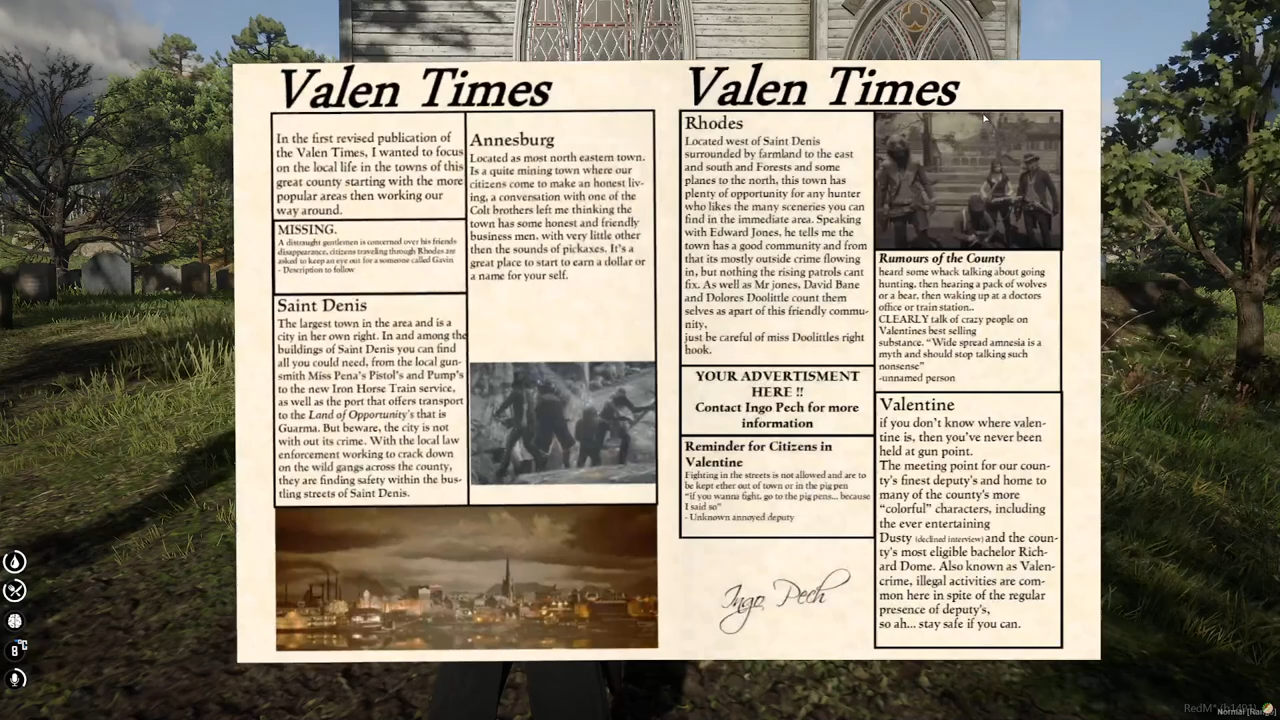 Valen Times
In the first revised publication of
the Valen Times, I wanted to focus
on the local life in the towns of this
great county starting with the more
popular areas then working our
way around.
MISSING.
A distraught gentlemen is concerned over his friends
disappearance, citizens traveling through Rhodes are
asked to keep an eye out for a someone called Gavin
- Description to follow
Saint Denis
The largest town in the area and is a
city in her own right. In and among the
buildings of Saint Denis you can find
all you could need, from the local gun-
smith Miss Pena's Pistol's and Pump's
to the new Iron Horse Train service,
as well as the port that offers transport
to the Land of Opportunity's that is
Guarma. But beware, the city is not
with out its crime. With the local law
enforcement working to crack down
on the wild gangs across the county,
they are finding safety within the bus-
tling streets of Saint Denis.
Annesburg
Located as most north eastern town.
Is a quite mining town where our
citizens come to make an honest liv-
ing, a conversation with one of the
Colt brothers left me thinking the
town has some honest and friendly
business men, with very little other
then the sounds of pickaxes. It's a
great place to start to earn a dollar or
a name for your self.
Valen Times
Rhodes
Located west of Saint Denis
surrounded by farmland to the east
and south and Forests and some
planes to the north, this town has
plenty of opportunity for any hunter
who likes the many sceneries you can
find in the immediate area. Speaking
with Edward Jones, he tells me the
town has a good community and from
that its mostly outside crime flowing
in, but nothing the rising patrols cant
fix. As well as Mr jones, David Bane
and Dolores Doolittle count them
selves as apart of this friendly commu-
nity,
just be careful of miss Doolittles right
hook.
YOUR ADVERTISMENT
HERE !!
Contact Ingo Pech for more
information
Reminder for Citizens in
Valentine
Fighting in the streets is not allowed and are to
be kept ether out of town or in the pig pen
"if you wanna fight, go to the pig pens... because
I said so"
- Unknown annoyed deputy
Ingo Pech
Rumours of the County
heard some whack talking about going
hunting, then hearing a pack of wolves
or a bear, then waking up at a doctors
office or train station..
CLEARLY talk of crazy people on
Valentines best selling
substance. "Wide spread amnesia is a
myth and should stop talking such
nonsense"
-unnamed person
Valentine
if you don't know where valen-
tine is, then you've never been
held at gun point.
The meeting point for our coun-
ty's finest deputy's and home to
many of the county's more
"colorful" characters, including
the ever entertaining
Dusty (declined interview) and the coun-
ty's most eligible bachelor Rich-
ard Dome. Also known as Valen-
crime, illegal activities are com-
mon here in spite of the regular
presence of deputy's,
so ah... stay safe if you can.
8°C
RedM*